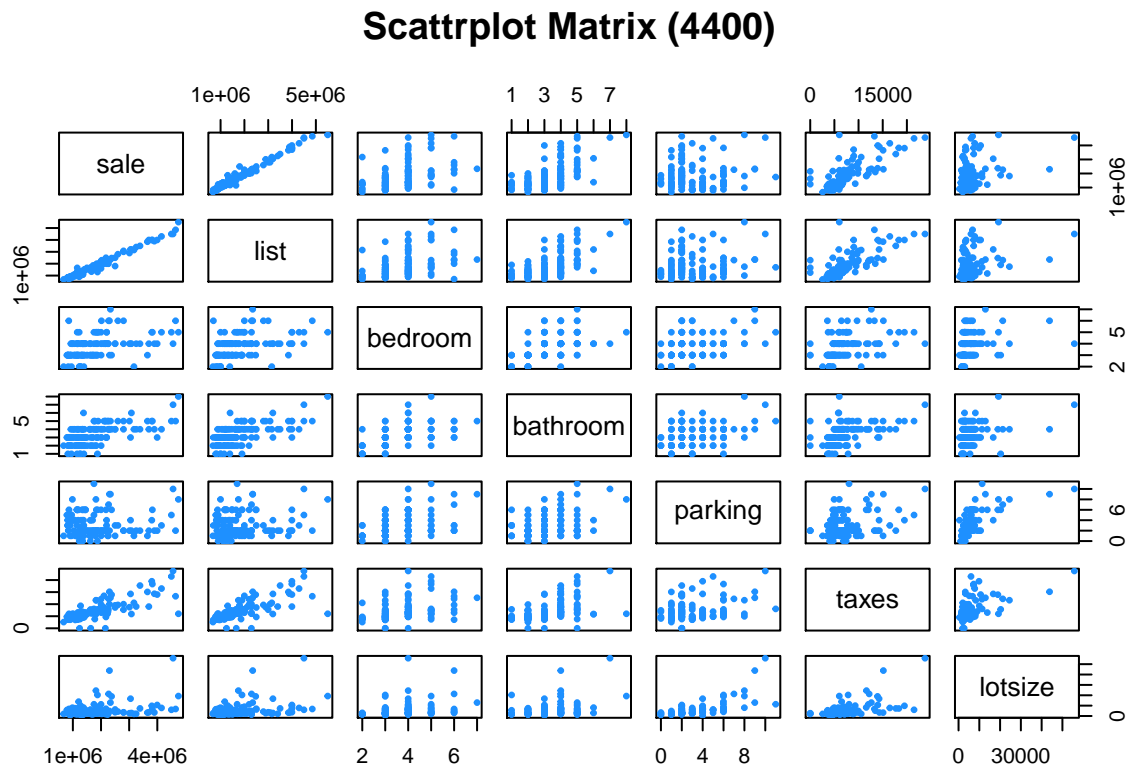 Scattrplot Matrix (4400)
1e+06 5e+06 1 3 5 7 0 15000
sale
1e+06
list
1e+06
bedroom
2 5
bathroom
1 5
parking
0 6
taxes
0
lotsize
0
1e+06 4e+06 2 4 6 0 4 8 0 30000